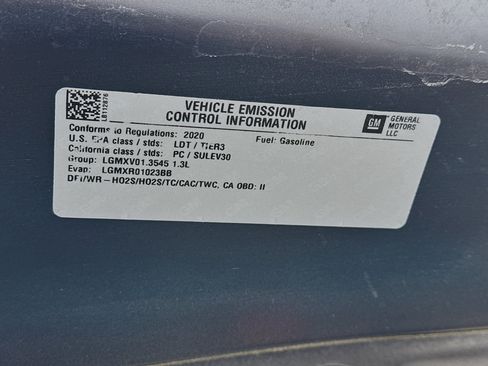 LB112876
VEHICLE EMISSION
CONTROL INFORMATION
GM GENERAL
MOTORS
LLC
Conforms to Regulations: 2020 Fuel: Gasoline
U.S. EPA class / stds: LDT / TIER3
California class / stds: PC / SULEV30
Group: LGMXV01.3545 1.3L
Evap: LGMXR01023BB
DFI/WR-HO2S/HO2S/TC/CAC/TWC, CA OBD: II